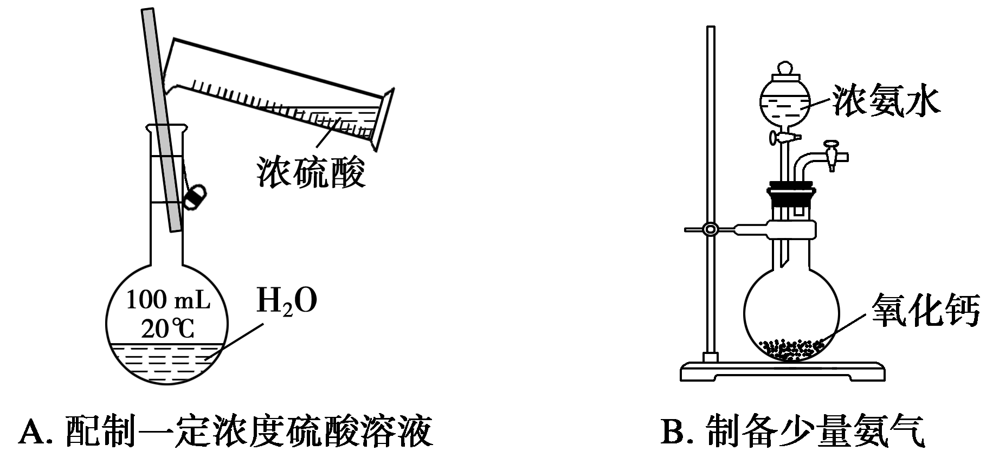 浓硫酸
100 mL
20℃
H₂O
A. 配制一定浓度硫酸溶液
浓氨水
氧化钙
B. 制备少量氨气